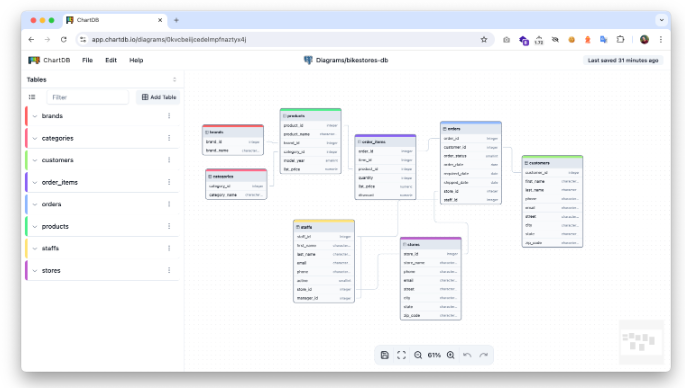 ChartDB
app.chartdb.io/diagrams/0kvcbeiijcedelmpfnaztyx4j
ChartDB File Edit Help
Diagrams/bikestores-db
Last saved 31 minutes ago
Tables
Filter
Add Table
brands
categories
customers
order_items
orders
products
staffs
stores
brands
brand_id integer
brand_name character...
categories
category_id integer
category_name character...
products
product_id integer
product_name character...
brand_id integer
category_id integer
model_year smallint
list_price numeric
order_items
order_id integer
item_id integer
product_id integer
quantity integer
list_price numeric
discount numeric
orders
order_id integer
customer_id integer
order_status smallint
order_date date
required_date date
shipped_date date
store_id integer
staff_id integer
customers
customer_id integer
first_name character...
last_name character...
phone character...
email character...
street character...
city character...
state character...
zip_code character...
staffs
staff_id integer
first_name character...
last_name character...
email character...
phone character...
active smallint
store_id integer
manager_id integer
stores
store_id integer
store_name character...
phone character...
email character...
street character...
city character...
state character...
zip_code character...
61%